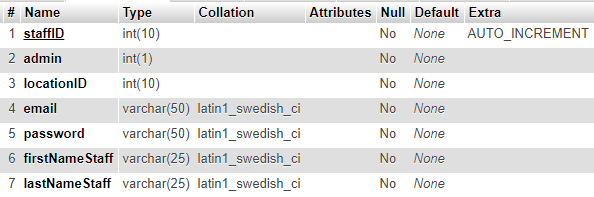 # Name Type Collation Attributes Null Default Extra
1 staffID int(10) No None AUTO_INCREMENT
2 admin int(1) No None
3 locationID int(10) No None
4 email varchar(50) latin1_swedish_ci No None
5 password varchar(50) latin1_swedish_ci No None
6 firstNameStaff varchar(25) latin1_swedish_ci No None
7 lastNameStaff varchar(25) latin1_swedish_ci No None